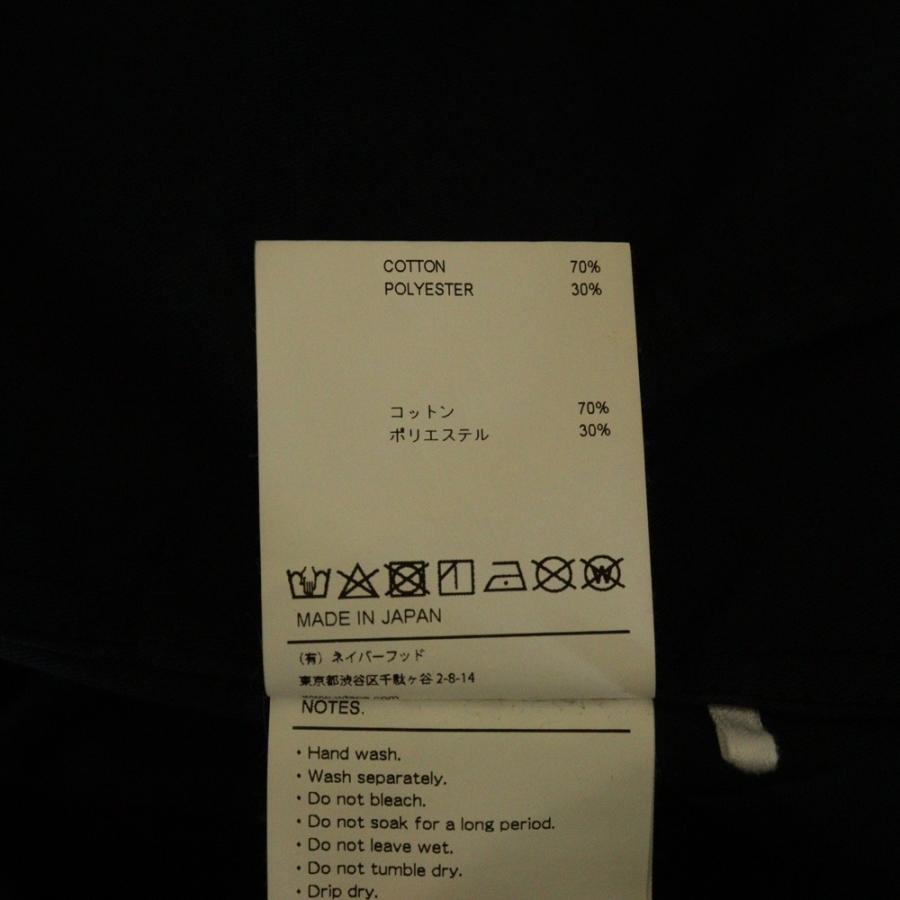 COTTON 70%
POLYESTER 30%
コットン 70%
ポリエステル 30%
MADE IN JAPAN
(有) ネイバーフッド
東京都渋谷区千駄ヶ谷 2-8-14
NOTES.
・Hand wash.
・Wash separately.
・Do not bleach.
・Do not soak for a long period.
・Do not leave wet.
・Do not tumble dry.
・Drip dry.